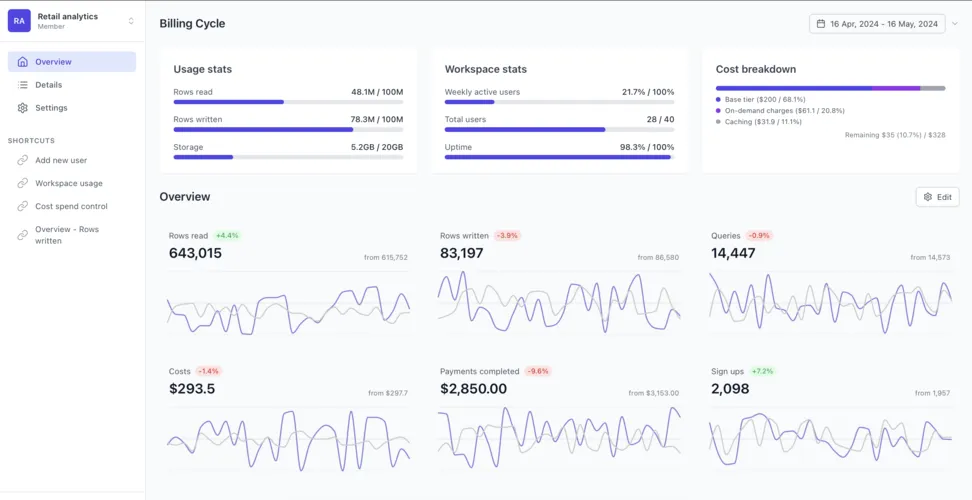 RA
Retail analytics
Member
Overview
Details
Settings
SHORTCUTS
Add new user
Workspace usage
Cost spend control
Overview - Rows
written
Billing Cycle
16 Apr, 2024 - 16 May, 2024
Usage stats
Rows read 48.1M / 100M
Rows written 78.3M / 100M
Storage 5.2GB / 20GB
Workspace stats
Weekly active users 21.7% / 100%
Total users 28 / 40
Uptime 98.3% / 100%
Cost breakdown
Base tier ($200 / 68.1%)
On-demand charges ($61.1 / 20.8%)
Caching ($31.9 / 11.1%)
Remaining $35 (10.7%) / $328
Overview
Edit
Rows read +4.4%
643,015 from 615,752
Rows written -3.9%
83,197 from 86,580
Queries -0.9%
14,447 from 14,573
Costs -1.4%
$293.5 from $297.7
Payments completed -9.6%
$2,850.00 from $3,153.00
Sign ups +7.2%
2,098 from 1,957